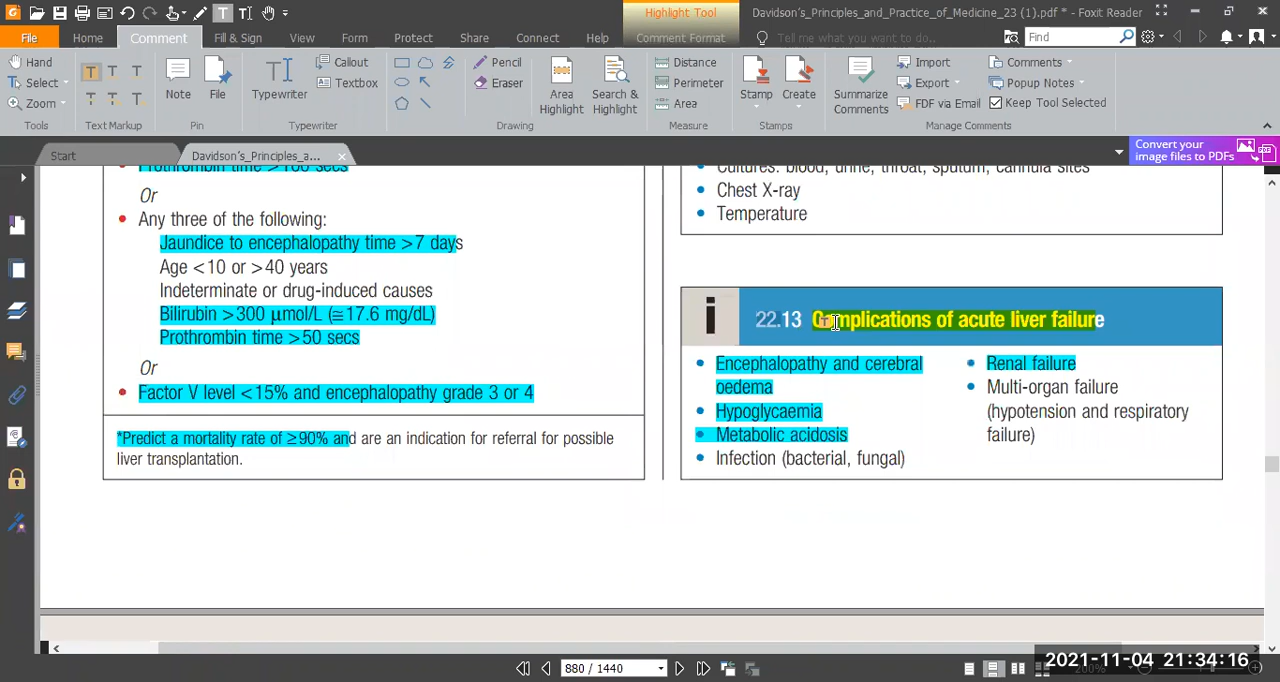 Highlight Tool
Davidson's_Principles_and_Practice_of_Medicine_23 (1).pdf * - Foxit Reader
File Home Comment Fill & Sign View Form Protect Share Connect Help Comment Format Tell me what you want to do.. Find
Hand
Select
Zoom
Tools
Text Markup
Note
File
Pin
Typewriter
Callout
Textbox
Typewriter
Pencil
Eraser
Drawing
Area Highlight
Search & Highlight
Distance
Perimeter
Area
Measure
Stamp
Create
Stamps
Summarize Comments
Import
Export
FDF via Email
Comments
Popup Notes
Keep Tool Selected
Manage Comments
Start
Davidson's_Principles_a...
Convert your
image files to PDFs
Or
Any three of the following:
Jaundice to encephalopathy time >7 days
Age <10 or >40 years
Indeterminate or drug-induced causes
Bilirubin >300 μmol/L (≅17.6 mg/dL)
Prothrombin time >50 secs
Or
Factor V level <15% and encephalopathy grade 3 or 4
*Predict a mortality rate of ≥90% and are an indication for referral for possible
liver transplantation.
Cultures: blood, urine, throat, sputum, cannula sites
Chest X-ray
Temperature
i 22.13 Complications of acute liver failure
Encephalopathy and cerebral
oedema
Hypoglycaemia
Metabolic acidosis
Infection (bacterial, fungal)
Renal failure
Multi-organ failure
(hypotension and respiratory
failure)
880 / 1440
2021-11-04 21:34:16